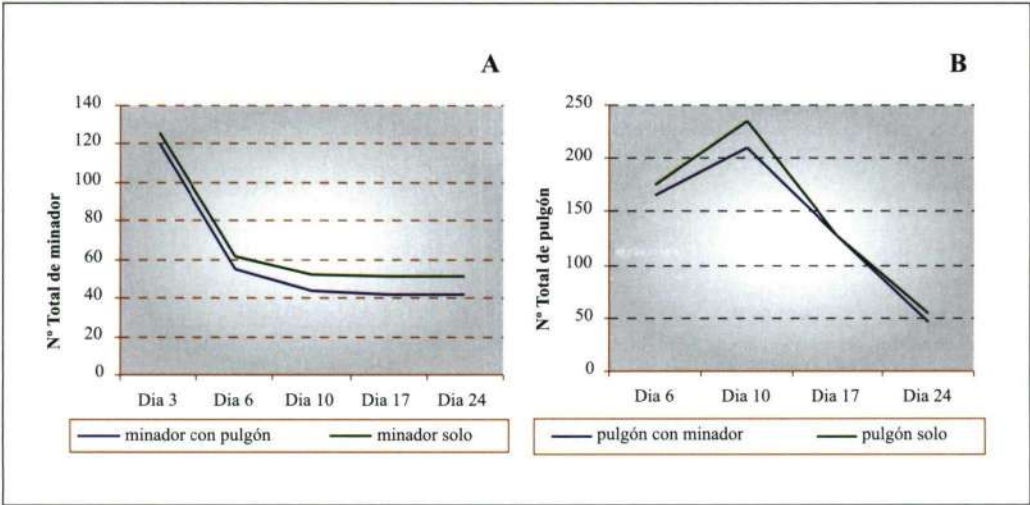 A
Nº Total de minador
140
120
100
80
60
40
20
0
Dia 3 Dia 6 Dia 10 Dia 17 Dia 24
minador con pulgón minador solo
B
Nº Total de pulgón
250
200
150
100
50
0
Dia 6 Dia 10 Dia 17 Dia 24
pulgón con minador pulgón solo